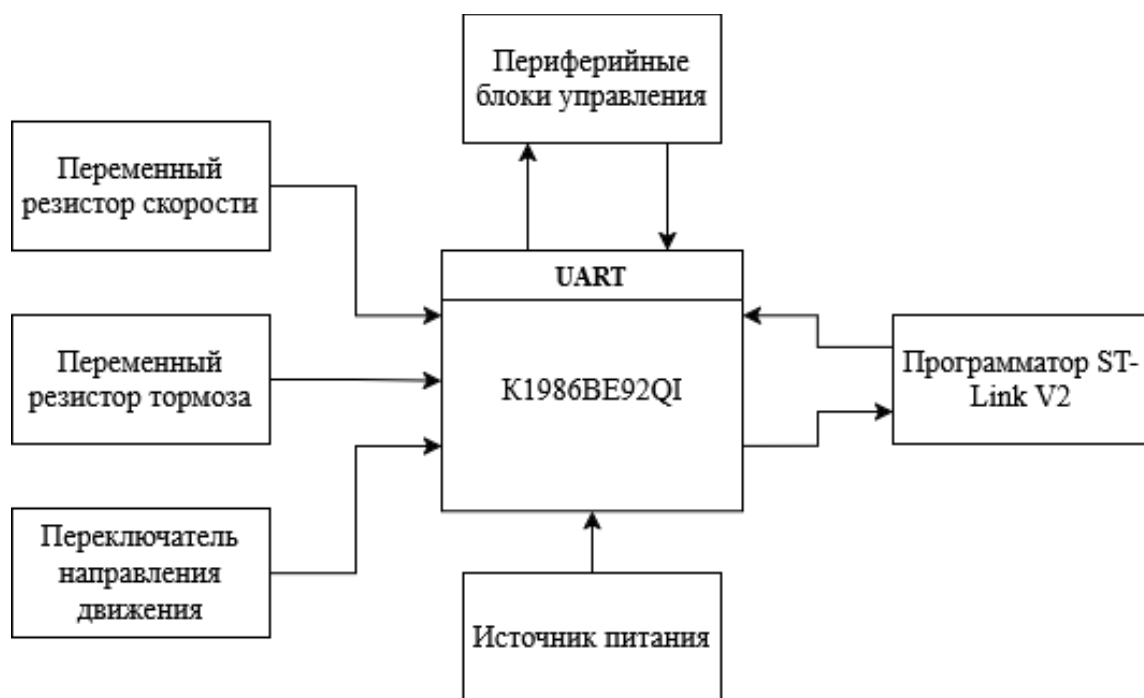 Периферийные
блоки управления
Переменный
резистор скорости
UART
Переменный
резистор тормоза
К1986ВЕ92QI
Программатор ST-
Link V2
Переключатель
направления
движения
Источник питания